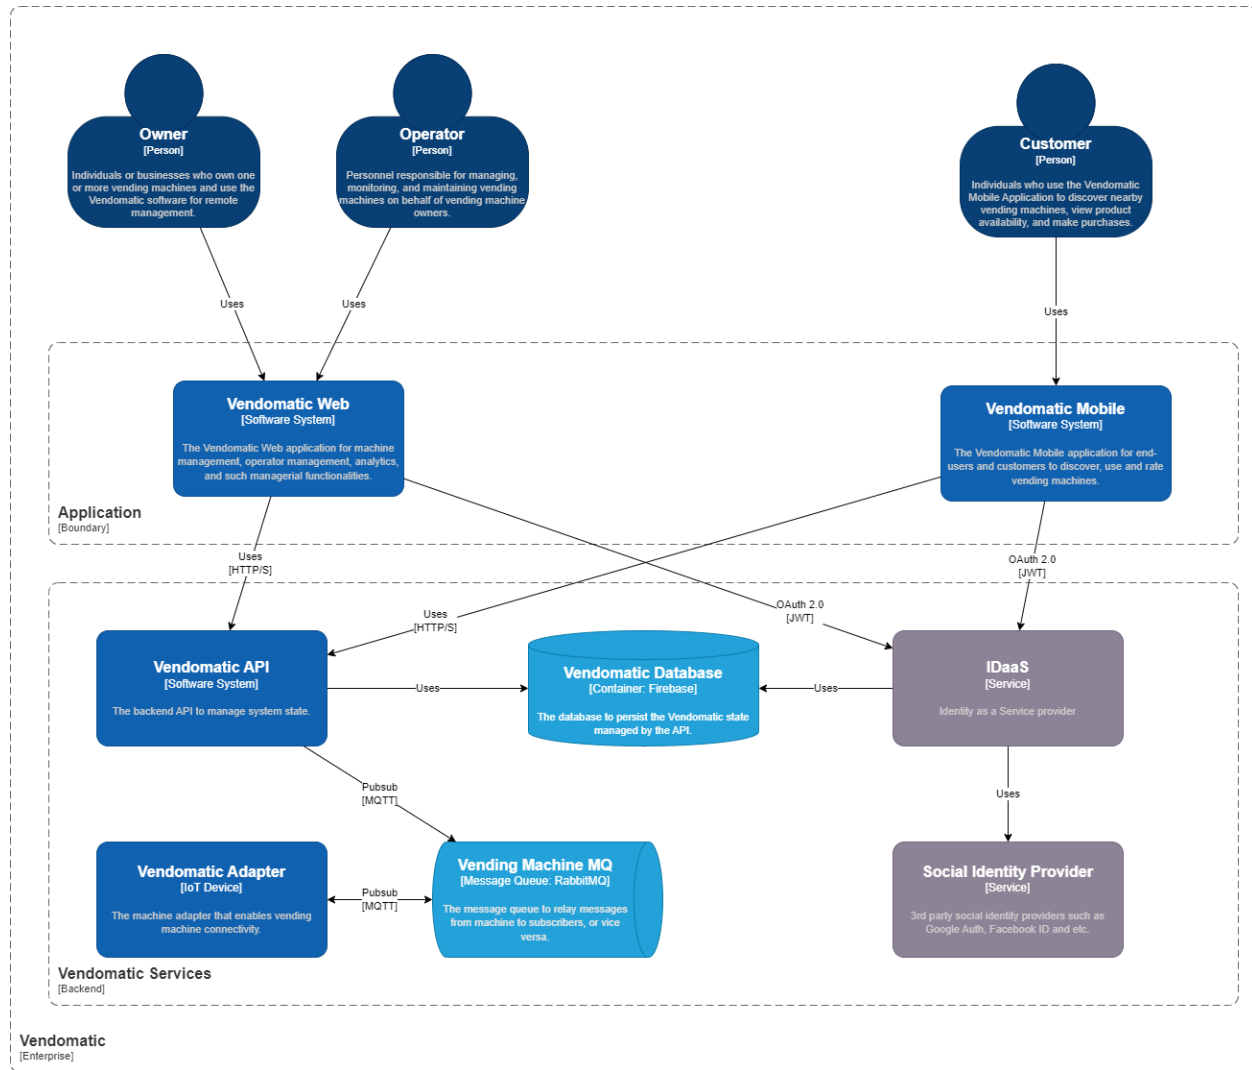 Owner
[Person]
Individuals or businesses who own one
or more vending machines and use the
Vendomatic software for remote
management.
Operator
[Person]
Personnel responsible for managing,
monitoring, and maintaining vending
machines on behalf of vending machine
owners.
Customer
[Person]
Individuals who use the Vendomatic
Mobile Application to discover nearby
vending machines, view product
availability, and make purchases.
Uses
Uses
Uses
Vendomatic Web
[Software System]
The Vendomatic Web application for machine
management, operator management, analytics,
and such managerial functionalities.
Vendomatic Mobile
[Software System]
The Vendomatic Mobile application for end-
users and customers to discover, use and rate
vending machines.
Application
[Boundary]
Uses
[HTTP/S]
OAuth 2.0
[JWT]
Uses
[HTTP/S]
OAuth 2.0
[JWT]
Vendomatic API
[Software System]
The backend API to manage system state.
Uses
Vendomatic Database
[Container: Firebase]
The database to persist the Vendomatic state
managed by the API.
Uses
IDaaS
[Service]
Identity as a Service provider
Pubsub
[MQTT]
Uses
Vendomatic Adapter
[IoT Device]
The machine adapter that enables vending
machine connectivity.
Pubsub
[MQTT]
Vending Machine MQ
[Message Queue: RabbitMQ]
The message queue to relay messages
from machine to subscribers, or vice
versa.
Social Identity Provider
[Service]
3rd party social identity providers such as
Google Auth, Facebook ID and etc.
Vendomatic Services
[Backend]
Vendomatic
[Enterprise]